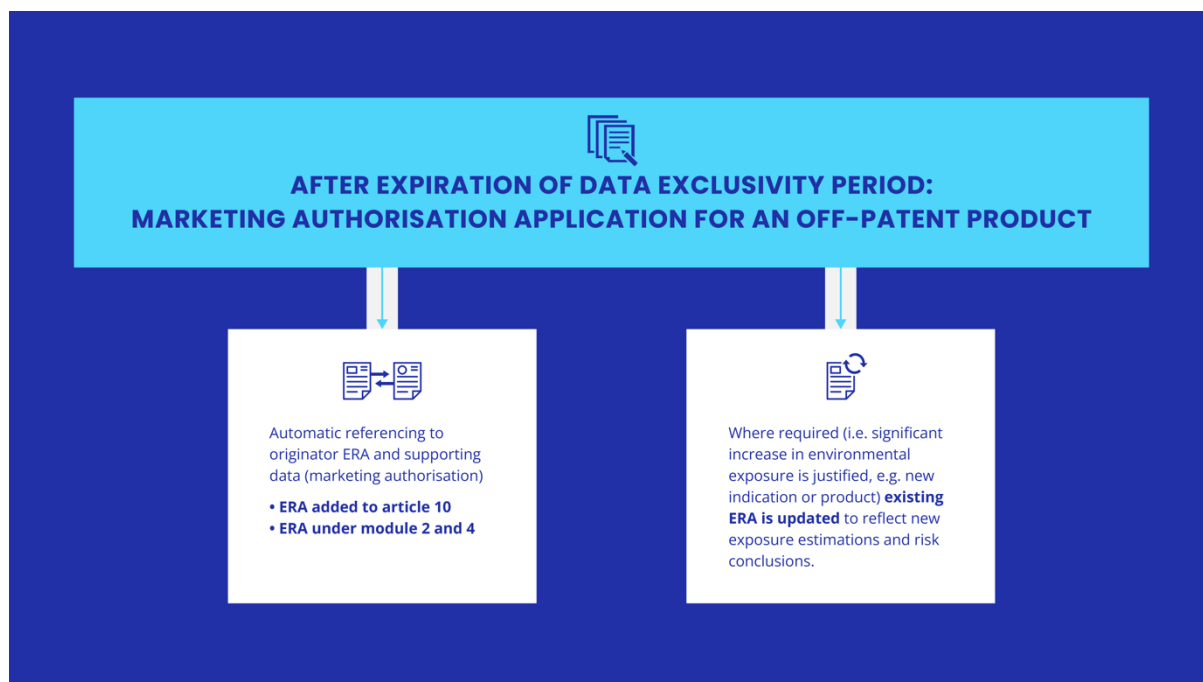 AFTER EXPIRATION OF DATA EXCLUSIVITY PERIOD:
MARKETING AUTHORISATION APPLICATION FOR AN OFF-PATENT PRODUCT
Automatic referencing to
originator ERA and supporting
data (marketing authorisation)
• ERA added to article 10
• ERA under module 2 and 4
Where required (i.e. significant
increase in environmental
exposure is justified, e.g. new
indication or product) existing
ERA is updated to reflect new
exposure estimations and risk
conclusions.